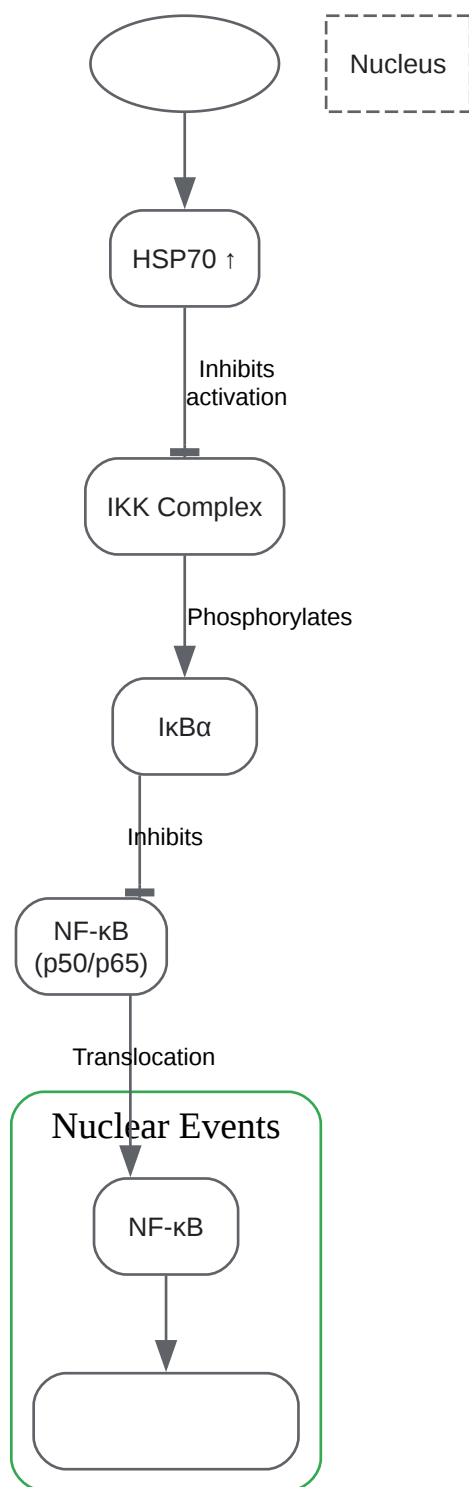 Nucleus
HSP70 ↑
Inhibits
activation
IKK Complex
Phosphorylates
IκBα
Inhibits
NF-κB
(p50/p65)
Translocation
Nuclear Events
NF-κB